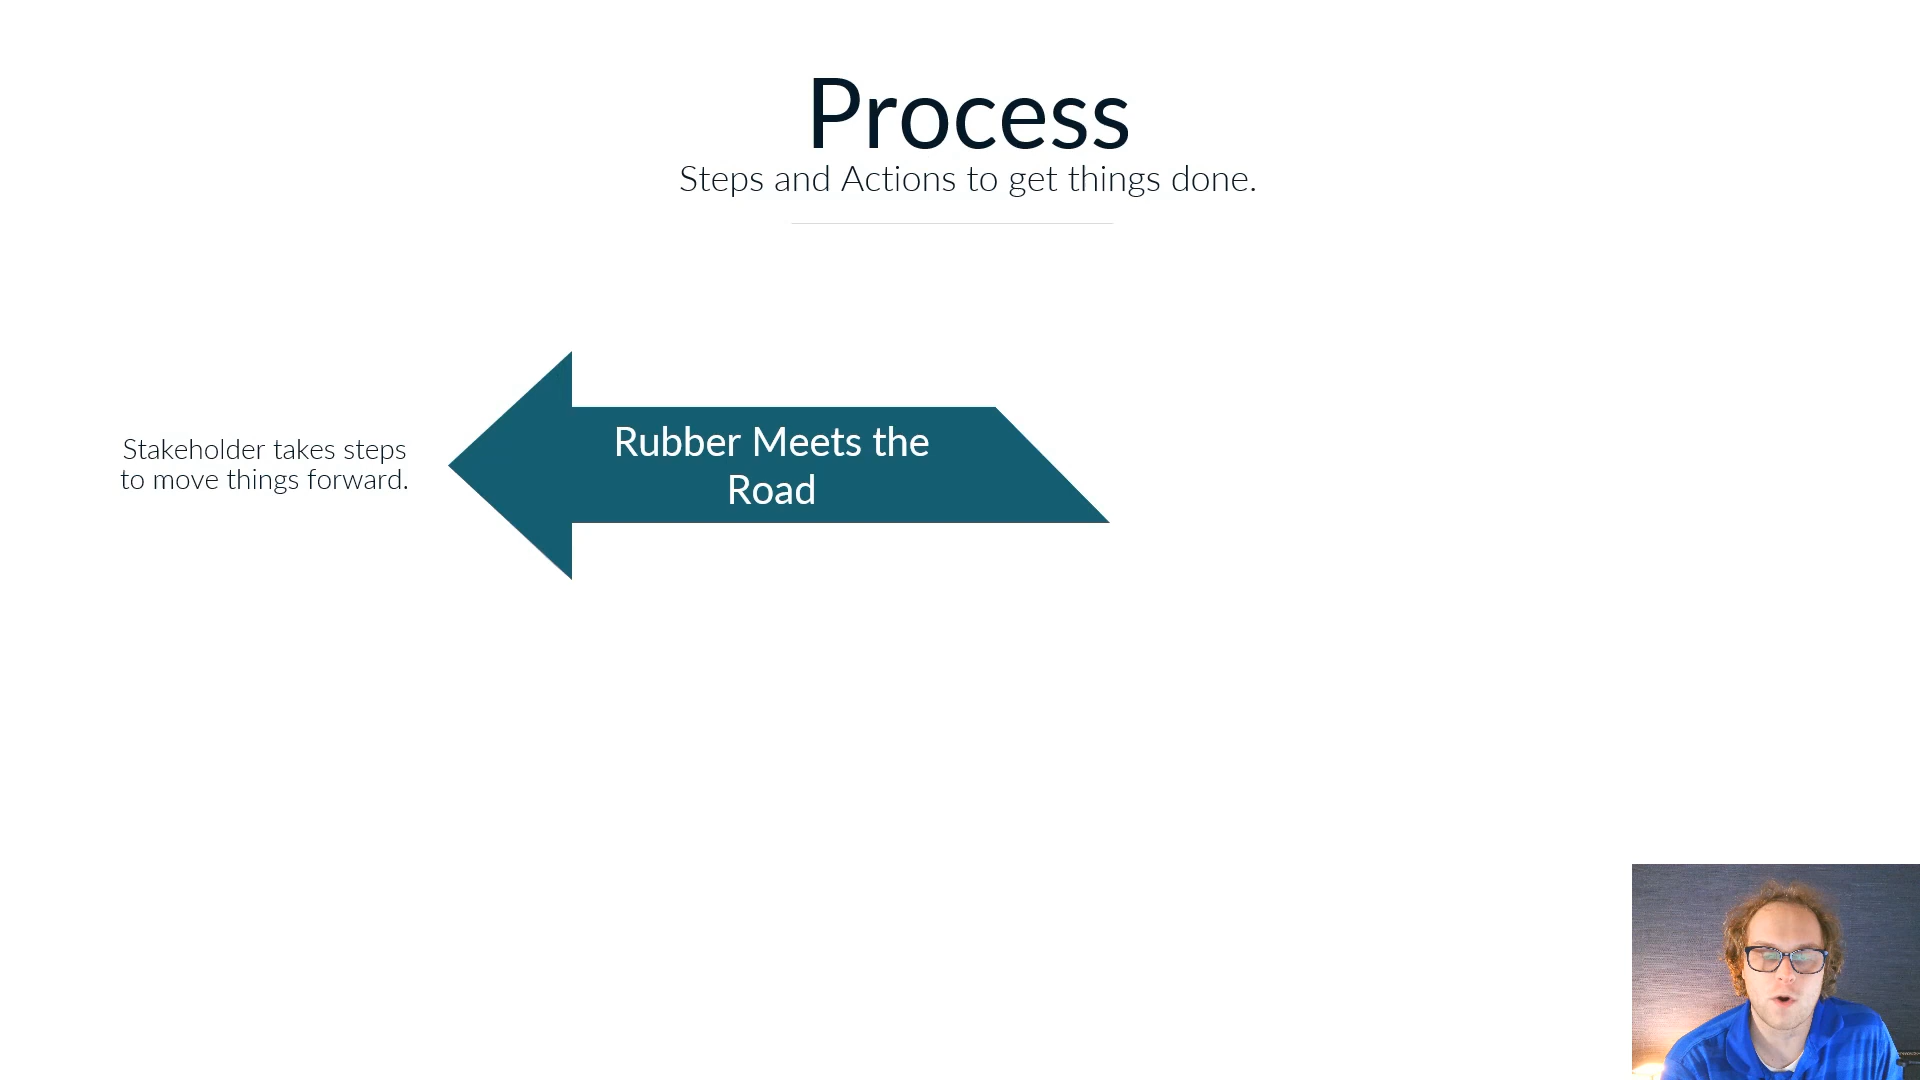 Process
Steps and Actions to get things done.
Stakeholder takes steps
to move things forward.
Rubber Meets the
Road